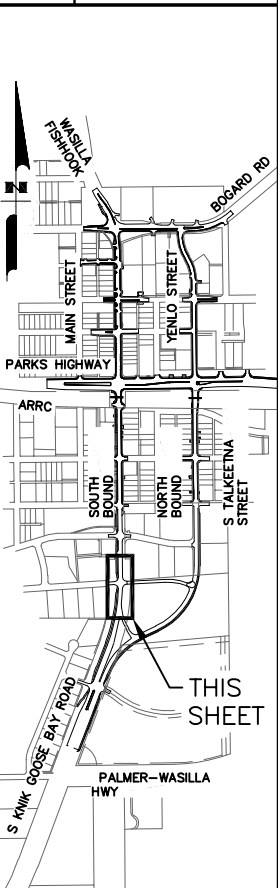 WASILLA
FISHHOOK
BOGARD RD
N
MAIN STREET
YENLO STREET
PARKS HIGHWAY
ARRC
SOUTH
BOUND
NORTH
BOUND
S TALKEETNA
STREET
THIS
SHEET
S KNIK GOOSE BAY ROAD
PALMER-WASILLA
HWY